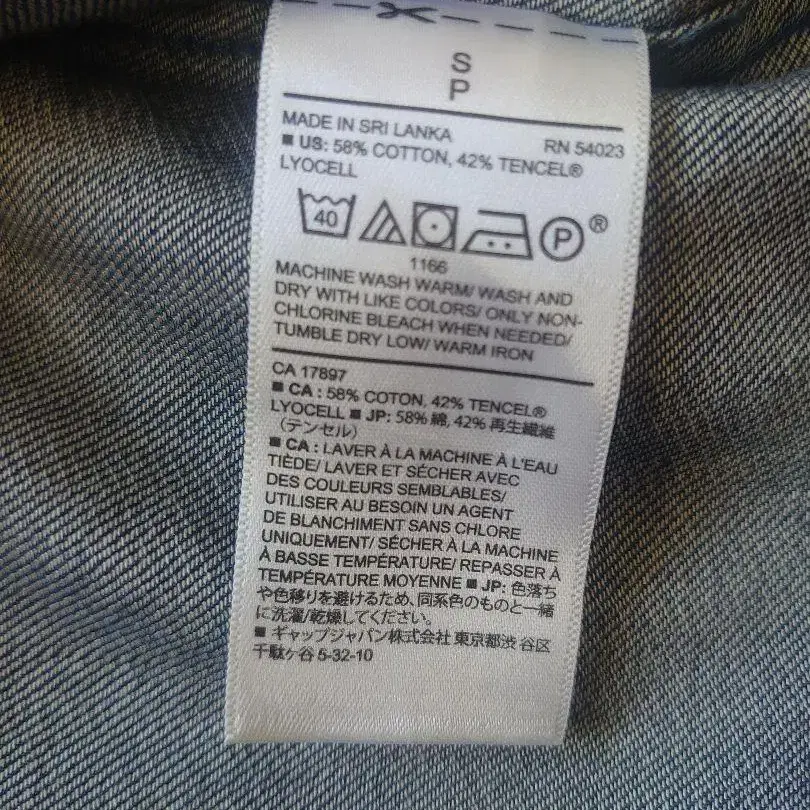 S
P
MADE IN SRI LANKA RN 54023
■ US: 58% COTTON, 42% TENCEL®
LYOCELL
40 P ®
1166
MACHINE WASH WARM/ WASH AND
DRY WITH LIKE COLORS/ ONLY NON-
CHLORINE BLEACH WHEN NEEDED/
TUMBLE DRY LOW/ WARM IRON
CA 17897
■ CA : 58% COTON, 42% TENCEL®
LYOCELL ■ JP: 58% 綿, 42% 再生繊維
（テンセル）
■ CA : LAVER À LA MACHINE À L'EAU
TIÈDE/ LAVER ET SÉCHER AVEC
DES COULEURS SEMBLABLES/
UTILISER AU BESOIN UN AGENT
DE BLANCHIMENT SANS CHLORE
UNIQUEMENT/ SÉCHER À LA MACHINE
À BASSE TEMPÉRATURE/ REPASSER À
TEMPÉRATURE MOYENNE ■ JP: 色落ち
や色移りを避けるため、同系色のものと一緒
に洗濯/乾燥してください。
■ ギャップジャパン株式会社 東京都渋 谷区
千駄ケ谷 5-32-10